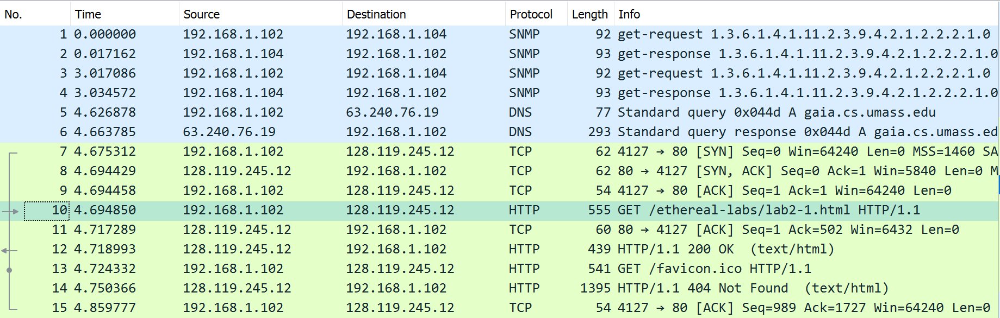 No. Time Source Destination Protocol Length Info
1 0.000000 192.168.1.102 192.168.1.104 SNMP 92 get-request 1.3.6.1.4.1.11.2.3.9.4.2.1.2.2.2.1.0
2 0.017162 192.168.1.104 192.168.1.102 SNMP 93 get-response 1.3.6.1.4.1.11.2.3.9.4.2.1.2.2.2.1.0
3 3.017086 192.168.1.102 192.168.1.104 SNMP 92 get-request 1.3.6.1.4.1.11.2.3.9.4.2.1.2.2.2.1.0
4 3.034572 192.168.1.104 192.168.1.102 SNMP 93 get-response 1.3.6.1.4.1.11.2.3.9.4.2.1.2.2.2.1.0
5 4.626878 192.168.1.102 63.240.76.19 DNS 77 Standard query 0x044d A gaia.cs.umass.edu
6 4.663785 63.240.76.19 192.168.1.102 DNS 293 Standard query response 0x044d A gaia.cs.umass.ed
7 4.675312 192.168.1.102 128.119.245.12 TCP 62 4127 → 80 [SYN] Seq=0 Win=64240 Len=0 MSS=1460 SA
8 4.694429 128.119.245.12 192.168.1.102 TCP 62 80 → 4127 [SYN, ACK] Seq=0 Ack=1 Win=5840 Len=0 M
9 4.694458 192.168.1.102 128.119.245.12 TCP 54 4127 → 80 [ACK] Seq=1 Ack=1 Win=64240 Len=0
10 4.694850 192.168.1.102 128.119.245.12 HTTP 555 GET /ethereal-labs/lab2-1.html HTTP/1.1
11 4.717289 128.119.245.12 192.168.1.102 TCP 60 80 → 4127 [ACK] Seq=1 Ack=502 Win=6432 Len=0
12 4.718993 128.119.245.12 192.168.1.102 HTTP 439 HTTP/1.1 200 OK (text/html)
13 4.724332 192.168.1.102 128.119.245.12 HTTP 541 GET /favicon.ico HTTP/1.1
14 4.750366 128.119.245.12 192.168.1.102 HTTP 1395 HTTP/1.1 404 Not Found (text/html)
15 4.859777 192.168.1.102 128.119.245.12 TCP 54 4127 → 80 [ACK] Seq=989 Ack=1727 Win=64240 Len=0